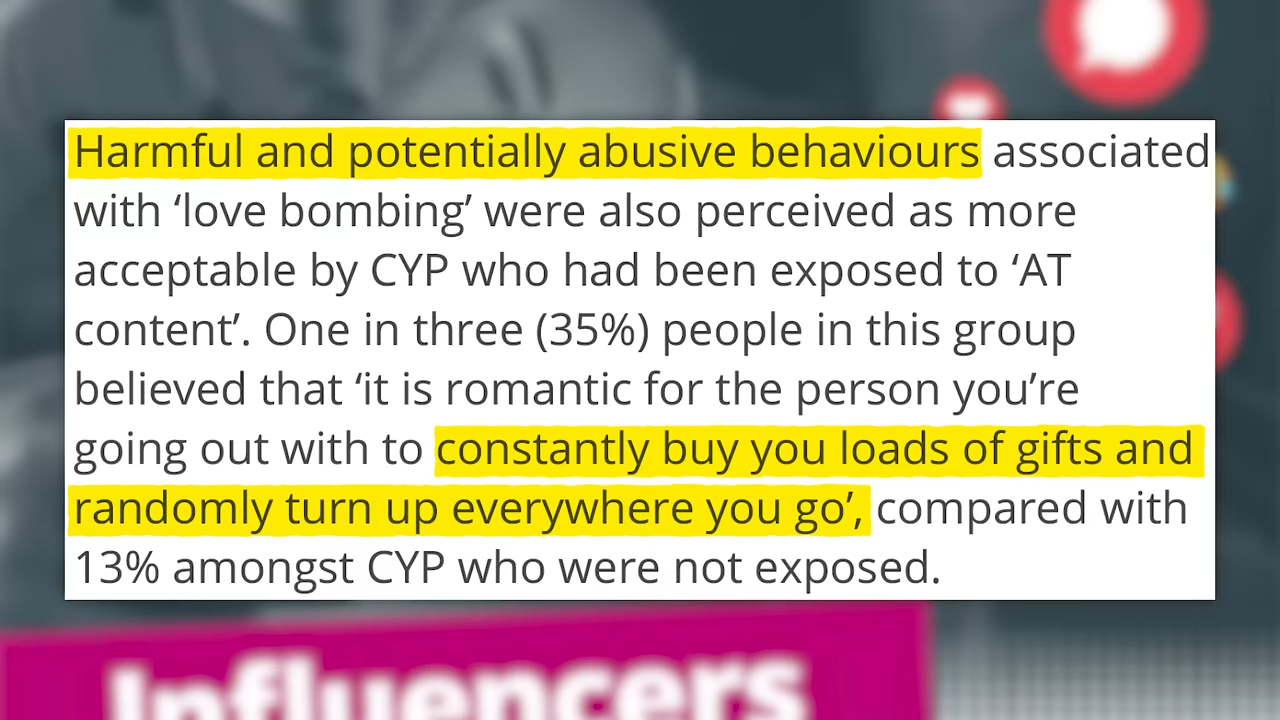 Harmful and potentially abusive behaviours associated
with ‘love bombing’ were also perceived as more
acceptable by CYP who had been exposed to ‘AT
content’. One in three (35%) people in this group
believed that ‘it is romantic for the person you’re
going out with to constantly buy you loads of gifts and
randomly turn up everywhere you go’, compared with
13% amongst CYP who were not exposed.
Influencers